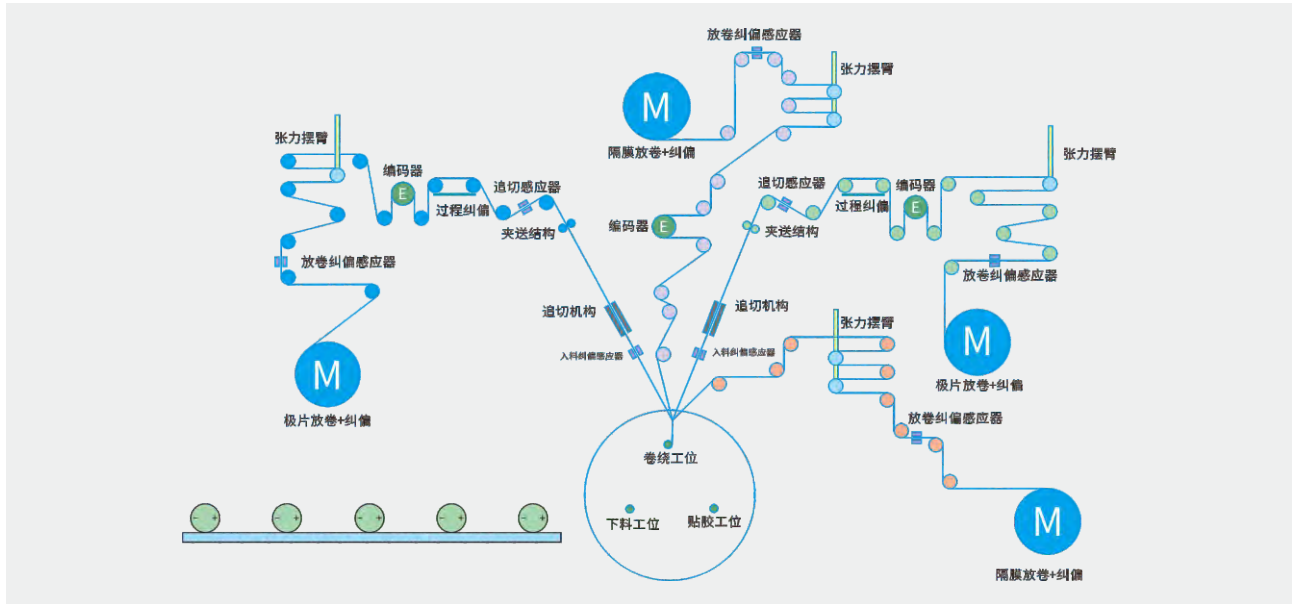 放卷纠偏感应器
张力摆臂
M
隔膜放卷+纠偏
张力摆臂
编码器
E
追切感应器
过程纠偏
夹送结构
放卷纠偏感应器
M
极片放卷+纠偏
追切机构
入料纠偏感应器
编码器
E
追切感应器
夹送结构
过程纠偏
编码器
E
张力摆臂
放卷纠偏感应器
追切机构
入料纠偏感应器
张力摆臂
M
极片放卷+纠偏
放卷纠偏感应器
M
隔膜放卷+纠偏
卷绕工位
下料工位
贴胶工位
- +
- +
- +
- +
- +